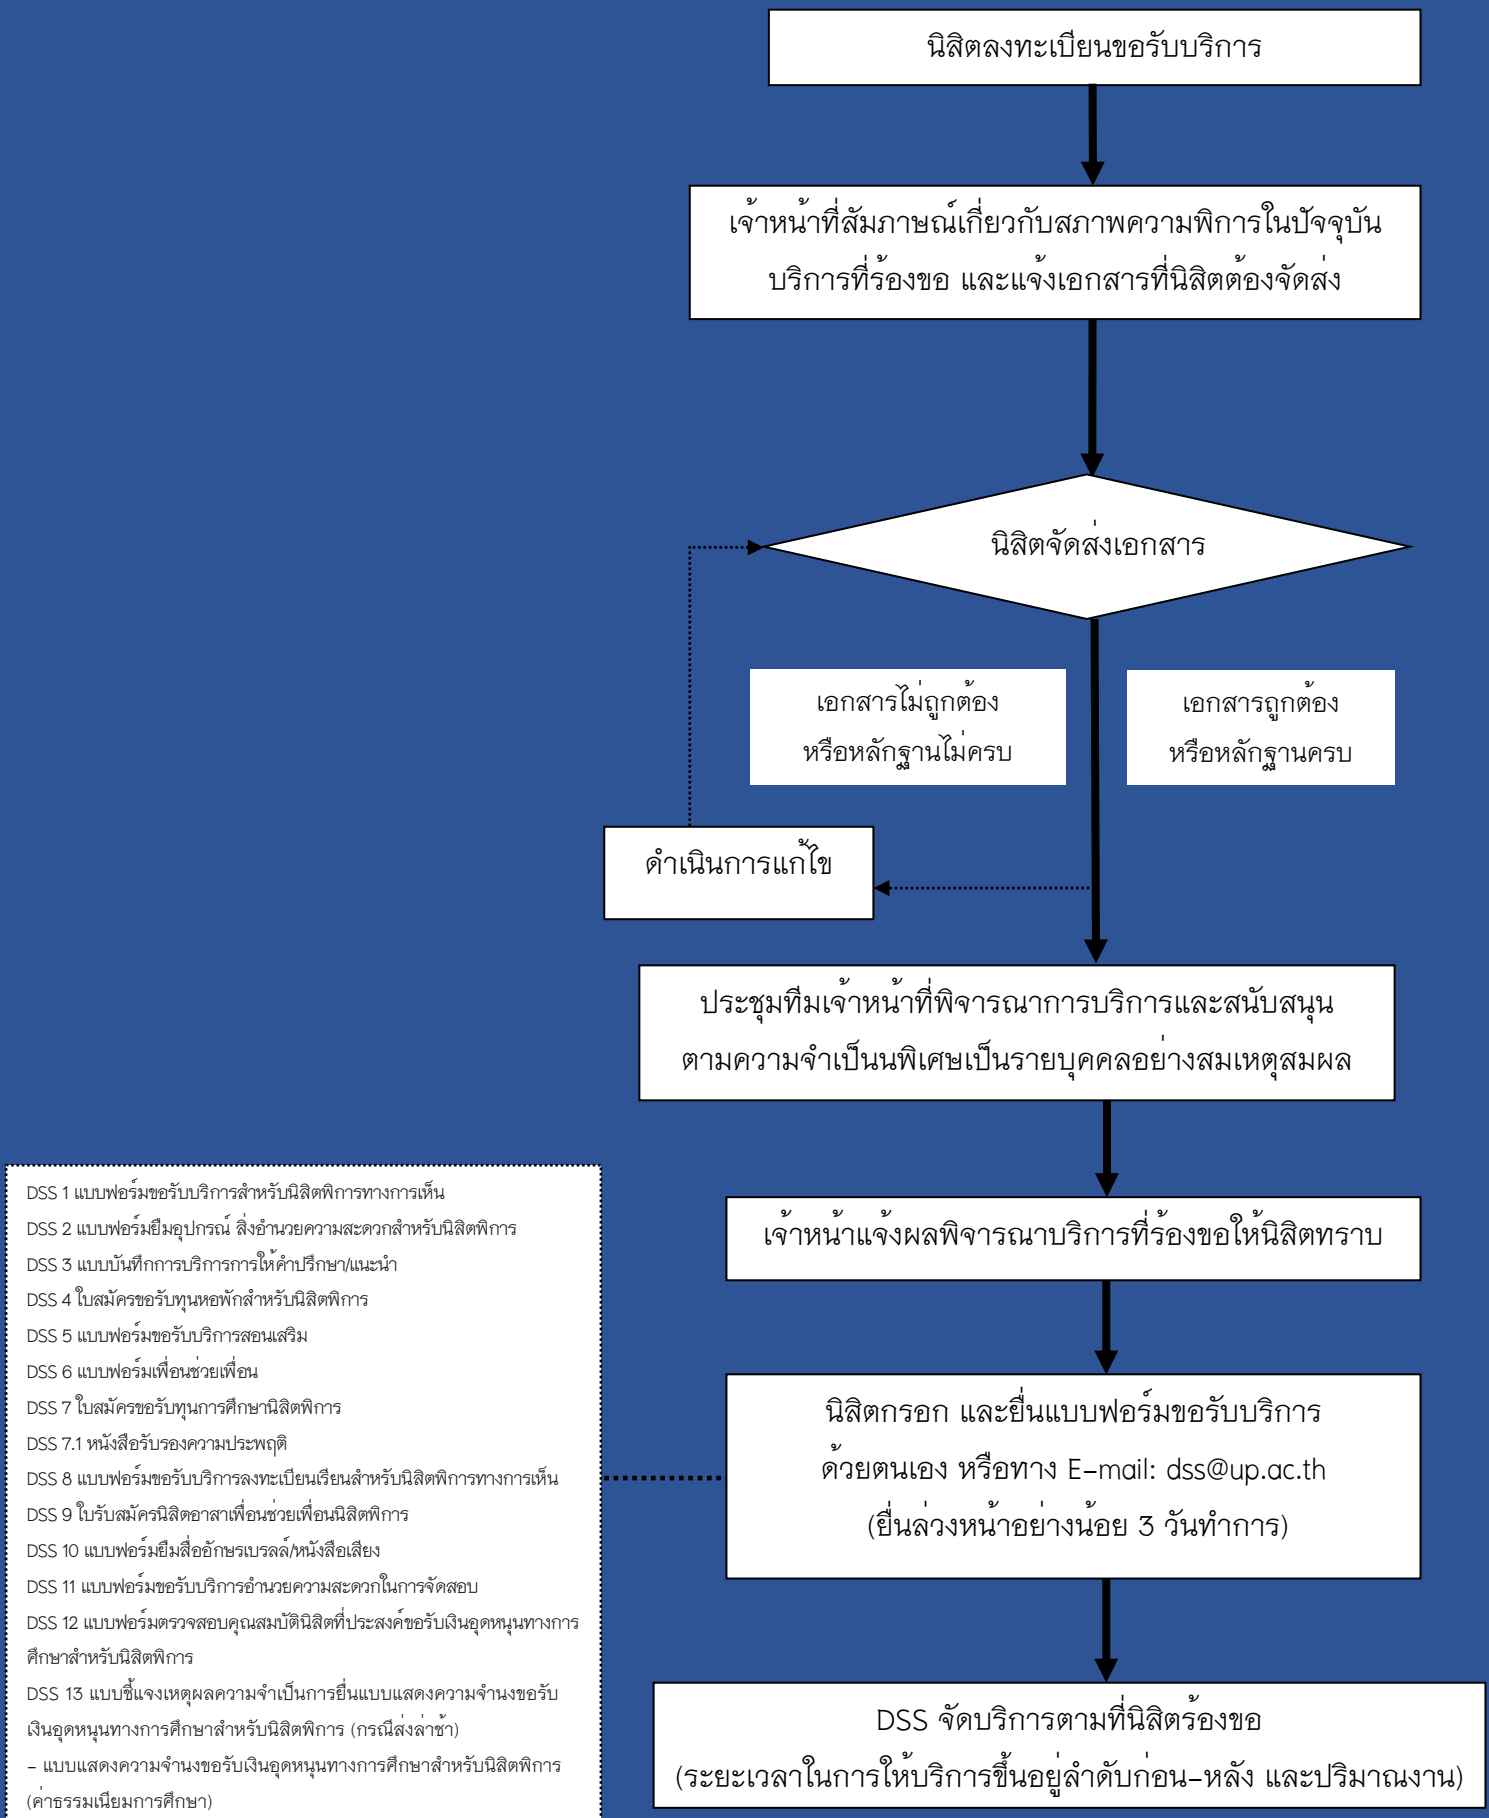 นิสิตลงทะเบียนขอรับบริการ
เจ้าหน้าที่สัมภาษณ์เกี่ยวกับสภาพความพิการในปัจจุบัน
บริการที่ร้องขอ และแจ้งเอกสารที่นิสิตต้องจัดส่ง
นิสิตจัดส่งเอกสาร
เอกสารไม่ถูกต้อง
หรือหลักฐานไม่ครบ
เอกสารถูกต้อง
หรือหลักฐานครบ
ดำเนินการแก้ไข
ประชุมทีมเจ้าหน้าที่พิจารณาการบริการและสนับสนุน
ตามความจำเป็นนพิเศษเป็นรายบุคคลอย่างสมเหตุสมผล
เจ้าหน้าแจ้งผลพิจารณาบริการที่ร้องขอให้นิสิตทราบ
นิสิตกรอก และยื่นแบบฟอร์มขอรับบริการ
ด้วยตนเอง หรือทาง E-mail: dss@up.ac.th
(ยื่นล่วงหน้าอย่างน้อย 3 วันทำการ)
DSS จัดบริการตามที่นิสิตร้องขอ
(ระยะเวลาในการให้บริการขึ้นอยู่ลำดับก่อน-หลัง และปริมาณงาน)
DSS 1 แบบฟอร์มขอรับบริการสำหรับนิสิตพิการทางการเห็น
DSS 2 แบบฟอร์มยืมอุปกรณ์ สิ่งอำนวยความสะดวกสำหรับนิสิตพิการ
DSS 3 แบบบันทึกการบริการการให้คำปรึกษา/แนะนำ
DSS 4 ใบสมัครขอรับทุนหอพักสำหรับนิสิตพิการ
DSS 5 แบบฟอร์มขอรับบริการสอนเสริม
DSS 6 แบบฟอร์มเพื่อนช่วยเพื่อน
DSS 7 ใบสมัครขอรับทุนการศึกษานิสิตพิการ
DSS 7.1 หนังสือรับรองความประพฤติ
DSS 8 แบบฟอร์มขอรับบริการลงทะเบียนเรียนสำหรับนิสิตพิการทางการเห็น
DSS 9 ใบรับสมัครนิสิตอาสาเพื่อนช่วยเพื่อนนิสิตพิการ
DSS 10 แบบฟอร์มยืมสื่ออักษรเบรลล์/หนังสือเสียง
DSS 11 แบบฟอร์มขอรับบริการอำนวยความสะดวกในการจัดสอบ
DSS 12 แบบฟอร์มตรวจสอบคุณสมบัตินิสิตที่ประสงค์ขอรับเงินอุดหนุนทางการ
ศึกษาสำหรับนิสิตพิการ
DSS 13 แบบชี้แจงเหตุผลความจำเป็นการยื่นแบบแสดงความจำนงขอรับ
เงินอุดหนุนทางการศึกษาสำหรับนิสิตพิการ (กรณีส่งล่าช้า)
- แบบแสดงความจำนงขอรับเงินอุดหนุนทางการศึกษาสำหรับนิสิตพิการ
(ค่าธรรมเนียมการศึกษา)